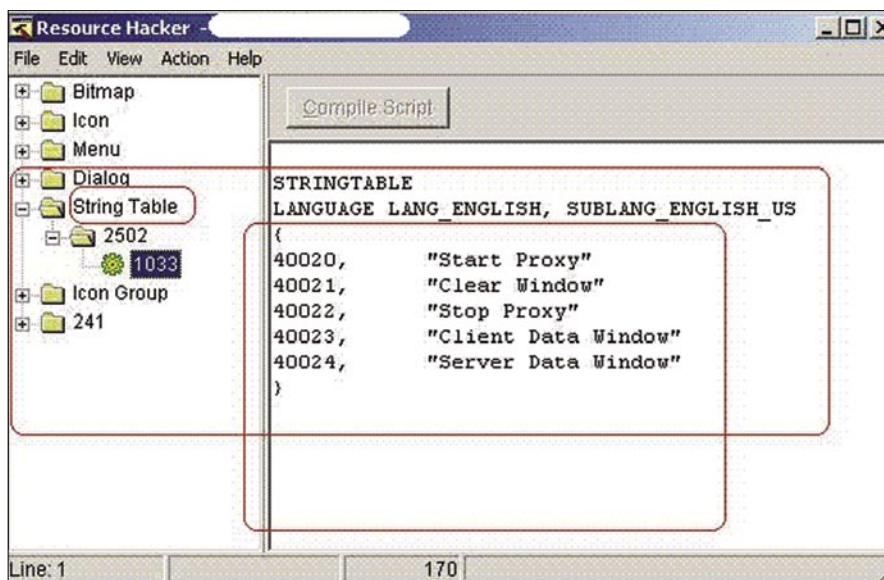 Resource Hacker -
File Edit View Action Help
Bitmap
Icon
Menu
Dialog
String Table
2502
1033
Icon Group
241
Compile Script
STRINGTABLE
LANGUAGE LANG_ENGLISH, SUBLANG_ENGLISH_US
{
40020, "Start Proxy"
40021, "Clear Window"
40022, "Stop Proxy"
40023, "Client Data Window"
40024, "Server Data Window"
}
Line: 1 170